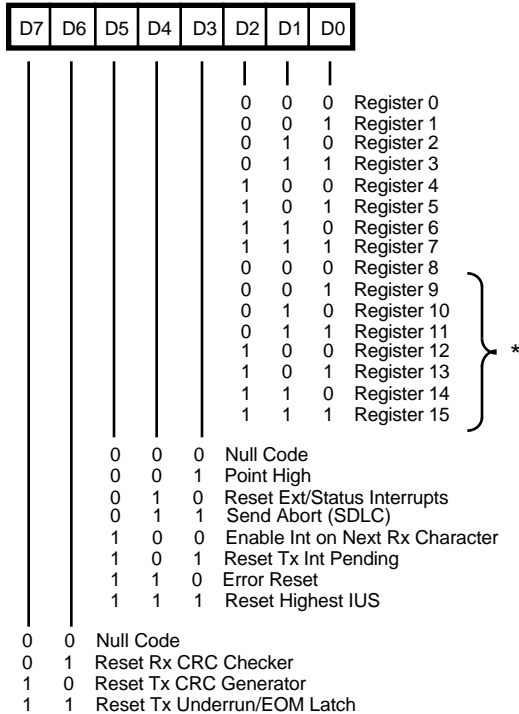 D7 D6 D5 D4 D3 D2 D1 D0
0 0 0 Register 0
0 0 1 Register 1
0 1 0 Register 2
0 1 1 Register 3
1 0 0 Register 4
1 0 1 Register 5
1 1 0 Register 6
1 1 1 Register 7
0 0 0 Register 8
0 0 1 Register 9
0 1 0 Register 10
0 1 1 Register 11
1 0 0 Register 12
*
1 0 1 Register 13
1 1 0 Register 14
1 1 1 Register 15
0 0 0 Null Code
0 0 1 Point High
0 1 0 Reset Ext/Status Interrupts
0 1 1 Send Abort (SDLC)
1 0 0 Enable Int on Next Rx Character
1 0 1 Reset Tx Int Pending
1 1 0 Error Reset
1 1 1 Reset Highest IUS
0 0 Null Code
0 1 Reset Rx CRC Checker
1 0 Reset Tx CRC Generator
1 1 Reset Tx Underrun/EOM Latch